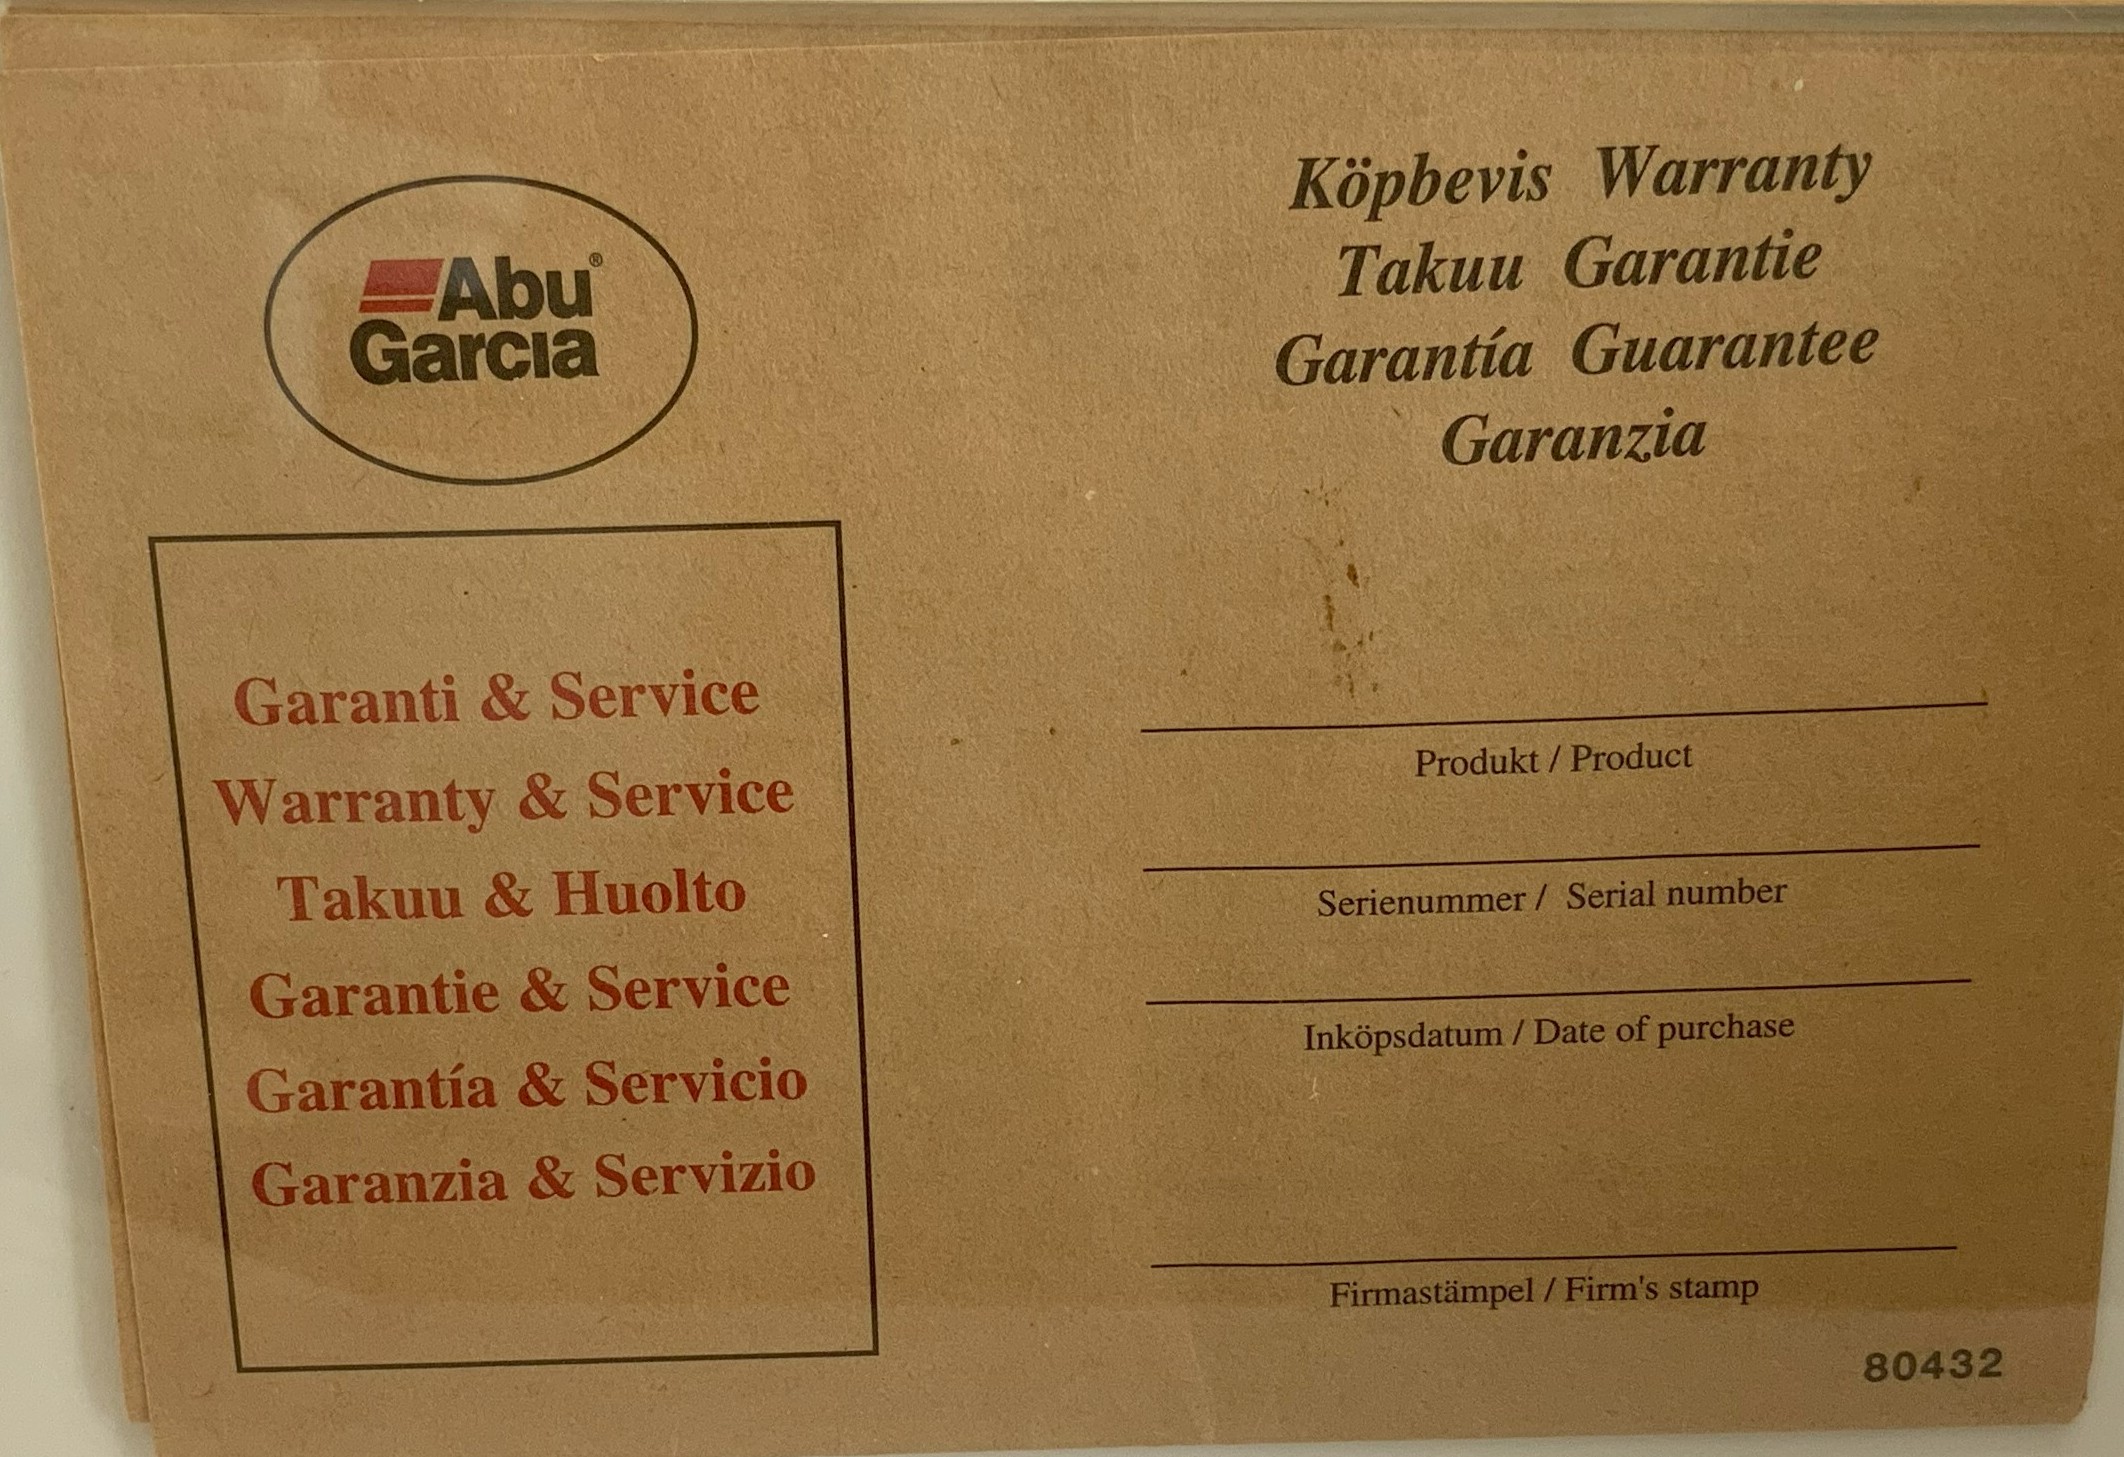 Abu®
Garcia
Garanti & Service
Warranty & Service
Takuu & Huolto
Garantie & Service
Garantía & Servicio
Garanzia & Servizio
Köpbevis Warranty
Takuu Garantie
Garantía Guarantee
Garanzia
Produkt / Product
Serienummer / Serial number
Inköpsdatum / Date of purchase
Firmastämpel / Firm's stamp
80432